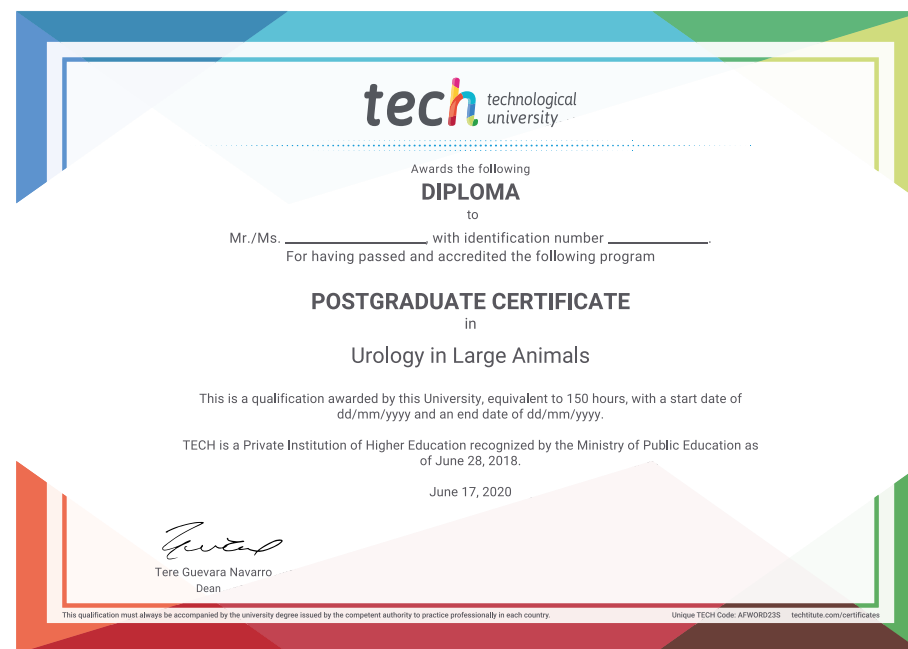 tech technological
university
Awards the following
DIPLOMA
to
Mr./Ms. ____________, with identification number ____________.
For having passed and accredited the following program
POSTGRADUATE CERTIFICATE
in
Urology in Large Animals
This is a qualification awarded by this University, equivalent to 150 hours, with a start date of
dd/mm/yyyy and an end date of dd/mm/yyyy.
TECH is a Private Institution of Higher Education recognized by the Ministry of Public Education as
of June 28, 2018.
June 17, 2020
Tere Guevara Navarro
Dean
This qualification must always be accompanied by the university degree issued by the competent authority to practice professionally in each country. Unique TECH Code: AFWORD23S techtitute.com/certificates